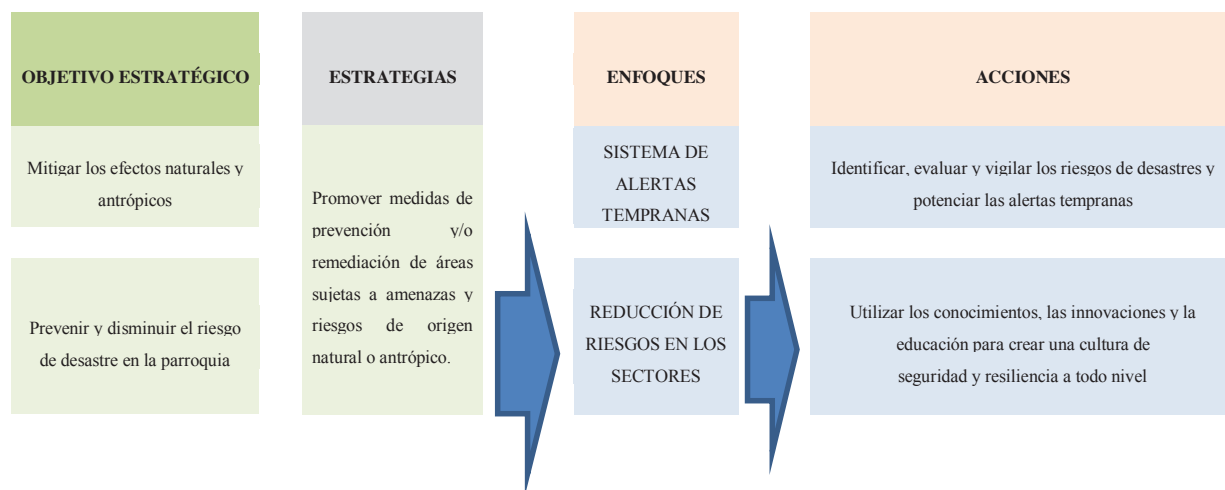 OBJETIVO ESTRATÉGICO
Mitigar los efectos naturales y
antrópicos
Prevenir y disminuir el riesgo
de desastre en la parroquia
ESTRATEGIAS
Promover medidas de
prevención y/o
remediación de áreas
sujetas a amenazas y
riesgos de origen
natural o antrópico.
ENFOQUES
SISTEMA DE
ALERTAS
TEMPRANAS
REDUCCIÓN DE
RIESGOS EN LOS
SECTORES
ACCIONES
Identificar, evaluar y vigilar los riesgos de desastres y
potenciar las alertas tempranas
Utilizar los conocimientos, las innovaciones y la
educación para crear una cultura de
seguridad y resiliencia a todo nivel